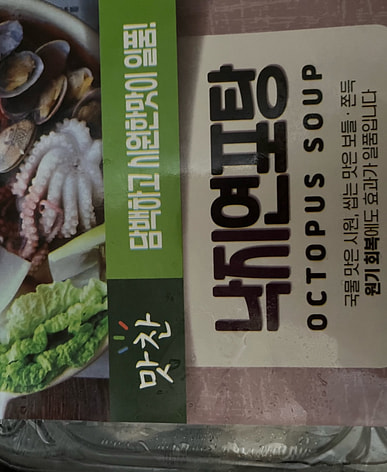 맛찬
담백하고 시원한맛이 일품!
낙지연포탕
OCTOPUS SOUP
국물 맛은 시원, 씹는 맛은 보들·쫀득
원기 회복에도 효과가 일품입니다